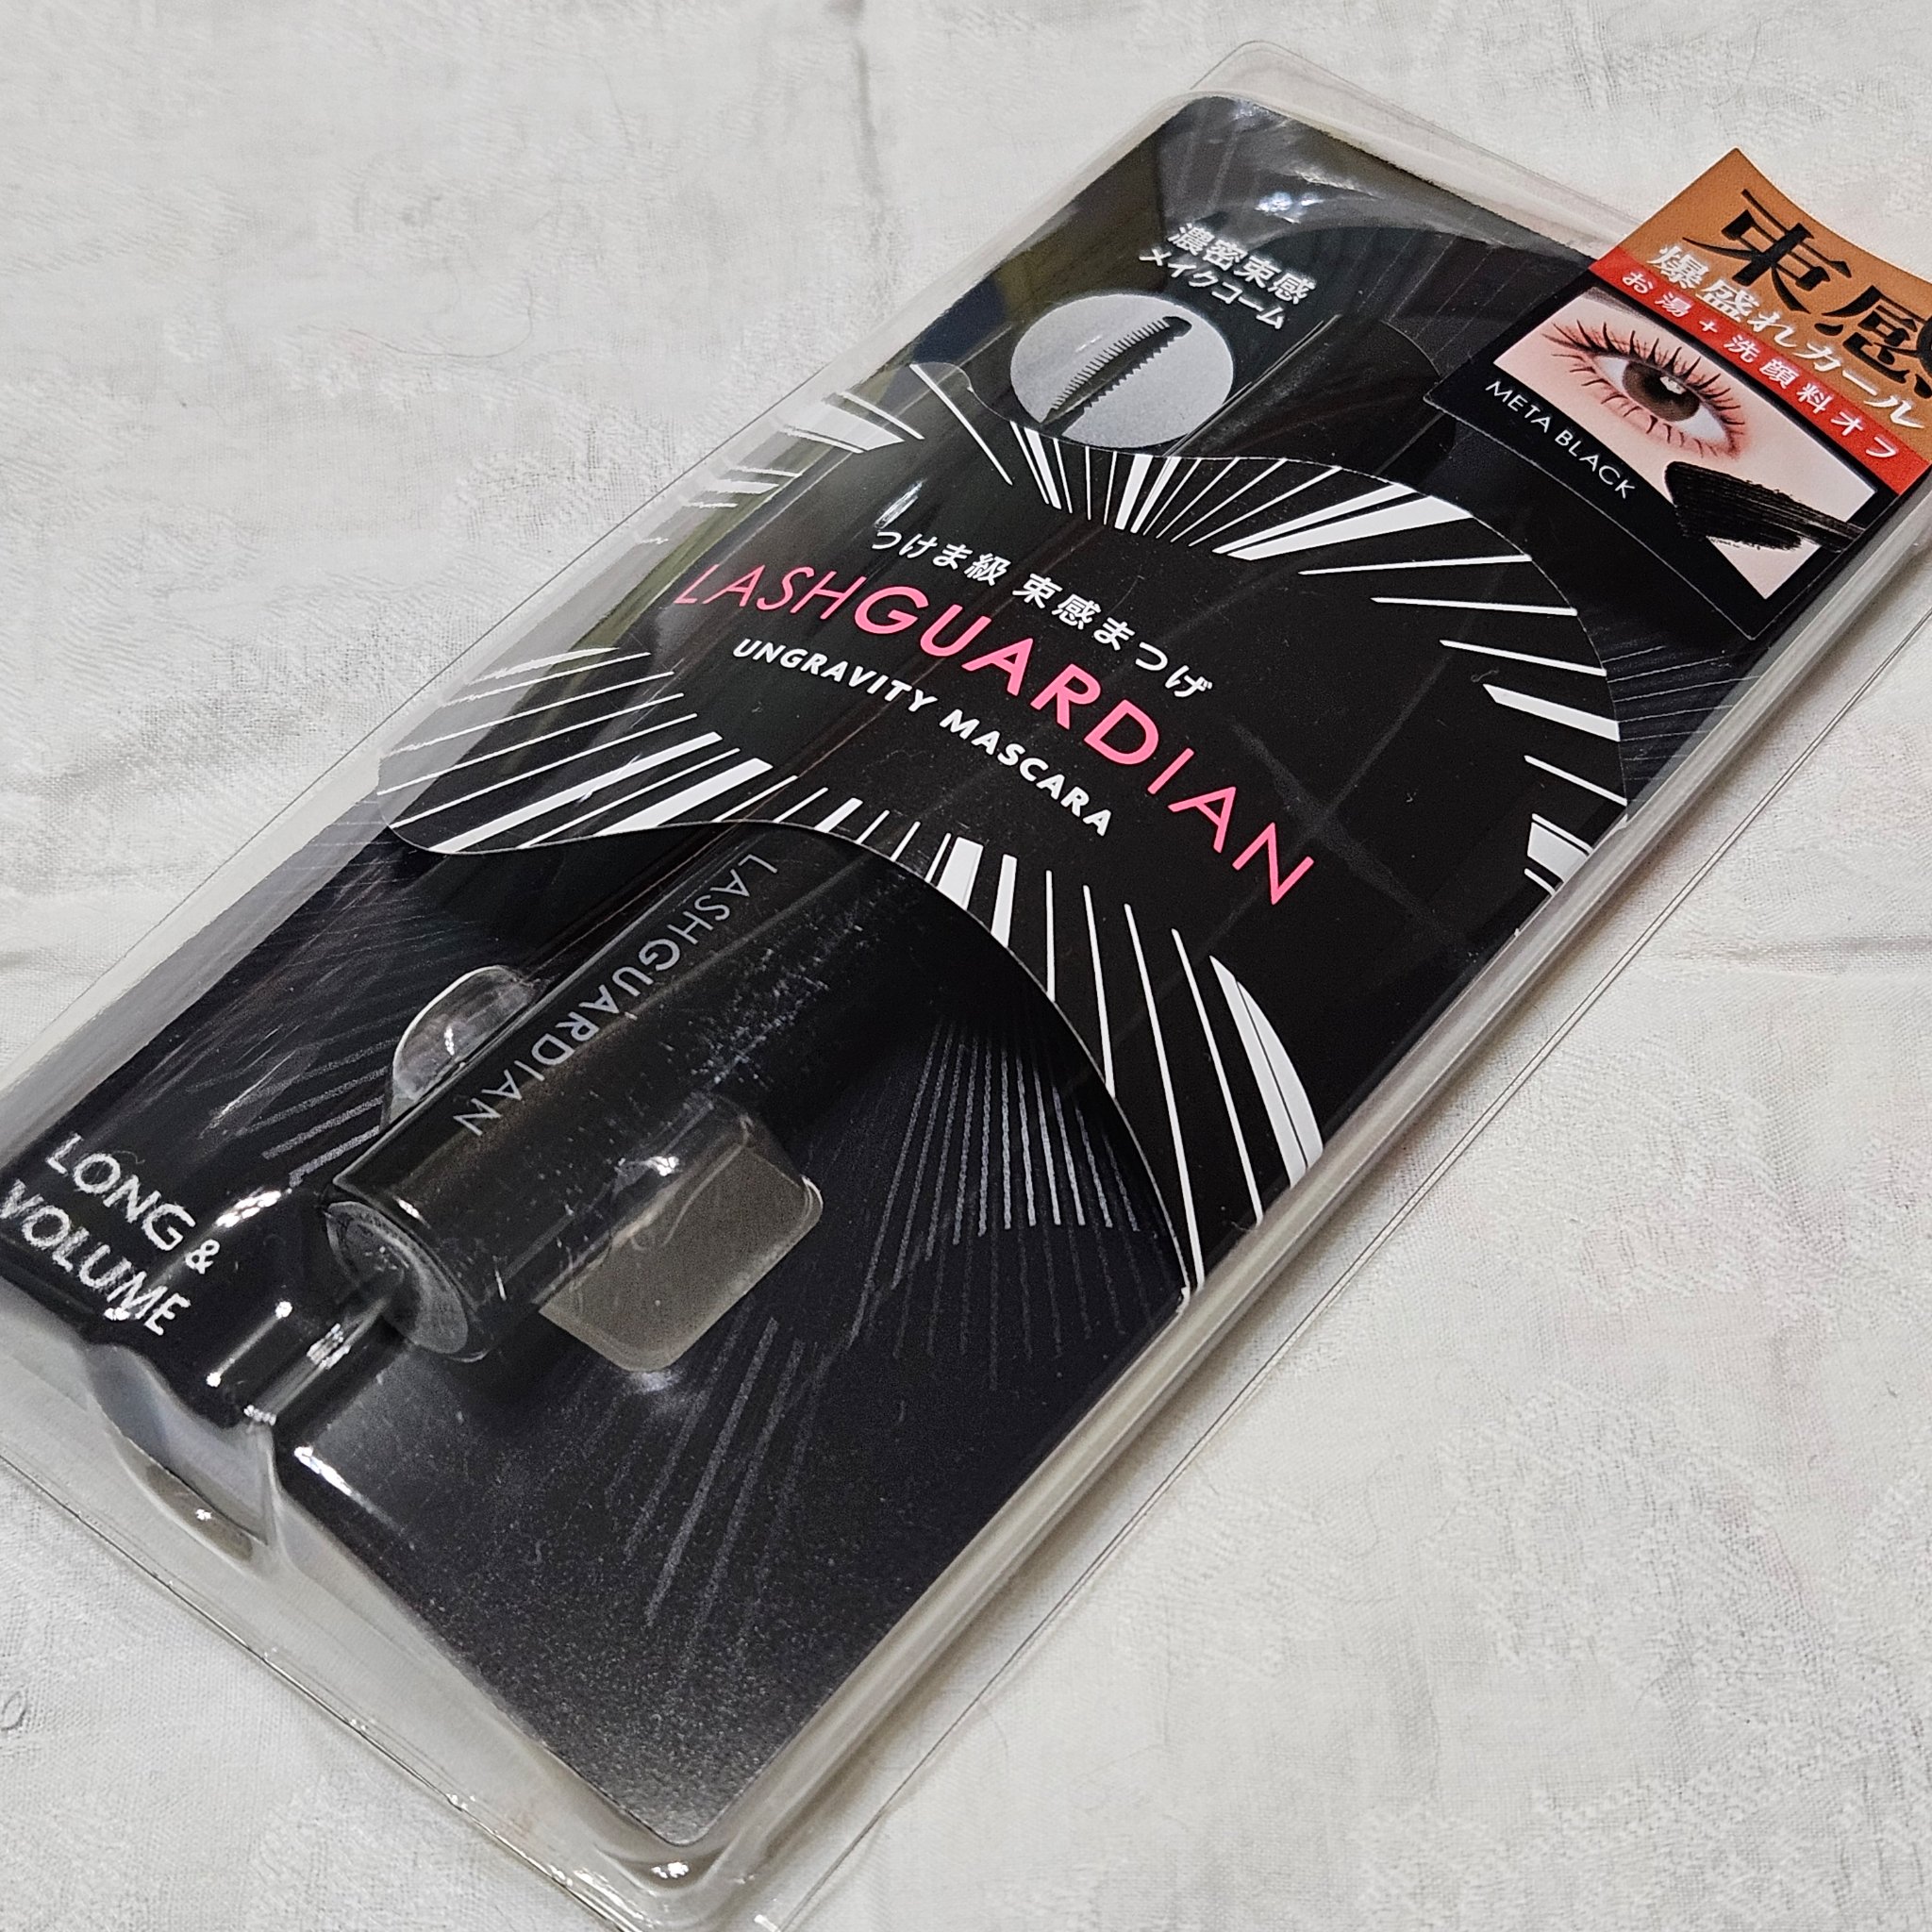 束感
爆盛れカール
お湯+洗顔料オフ
META BLACK
濃密束感
メイクコーム
つけま級 束感まつげ
LASHGUARDIAN
UNGRAVITY MASCARA
LASHGUARDIAN
LONG &
VOLUME